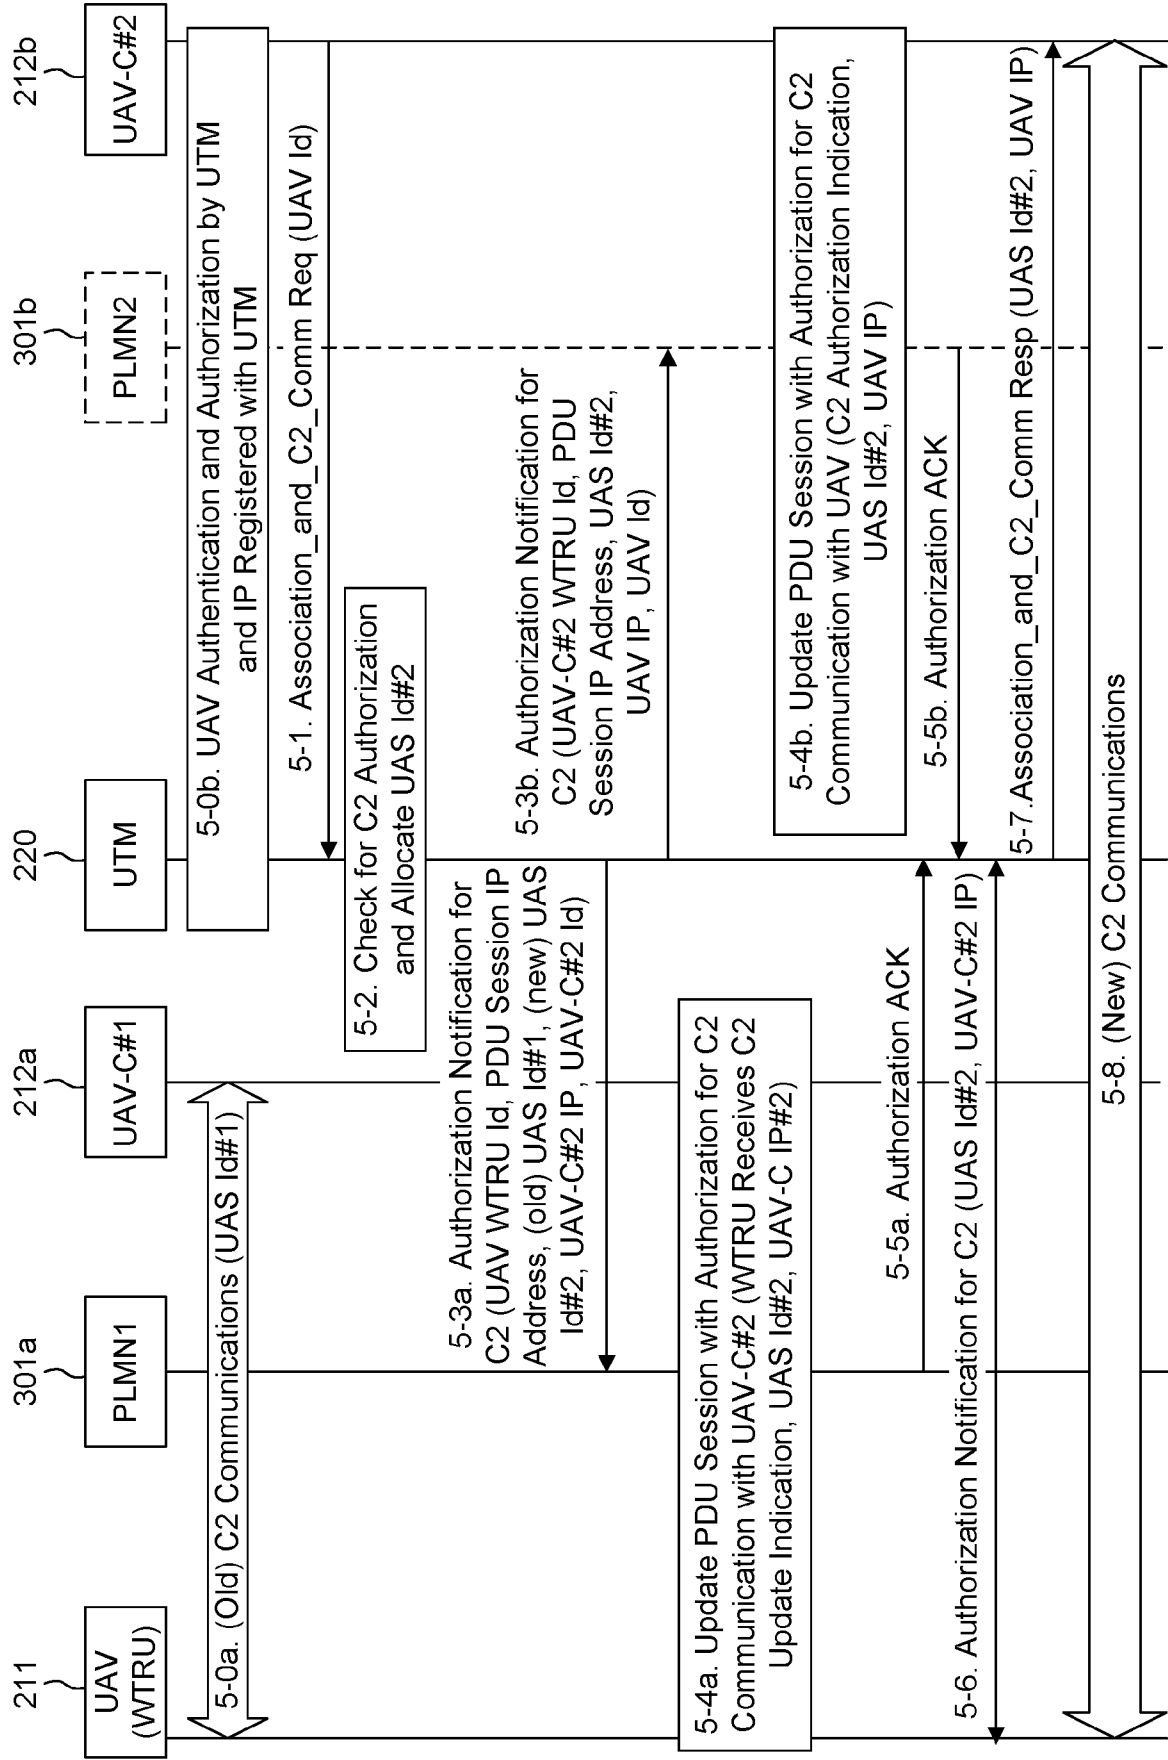 211
301a
212a
220
301b
212b
UAV
(WTRU)
PLMN1
UAV-C#1
UTM
PLMN2
UAV-C#2
5-0a. (Old) C2 Communications (UAS Id#1)
5-0b. UAV Authentication and Authorization by UTM
and IP Registered with UTM
5-1. Association_and_C2_Comm Req (UAV Id)
5-2. Check for C2 Authorization
and Allocate UAS Id#2
5-3a. Authorization Notification for
C2 (UAV WTRU Id, PDU Session IP
Address, (old) UAS Id#1, (new) UAS
Id#2, UAV-C#2 IP, UAV-C#2 Id)
5-3b. Authorization Notification for
C2 (UAV-C#2 WTRU Id, PDU
Session IP Address, UAS Id#2,
UAV IP, UAV Id)
5-4a. Update PDU Session with Authorization for C2
Communication with UAV-C#2 (WTRU Receives C2
Update Indication, UAS Id#2, UAV-C IP#2)
5-4b. Update PDU Session with Authorization for C2
Communication with UAV (C2 Authorization Indication,
UAS Id#2, UAV IP)
5-5a. Authorization ACK
5-5b. Authorization ACK
5-6. Authorization Notification for C2 (UAS Id#2, UAV-C#2 IP)
5-7.Association_and_C2_Comm Resp (UAS Id#2, UAV IP)
5-8. (New) C2 Communications